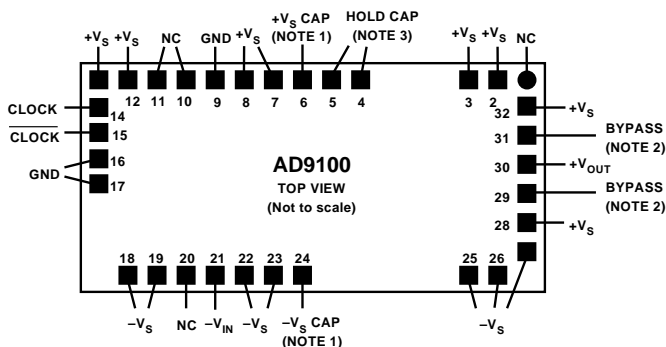 +VS CAP
(NOTE 1)
HOLD CAP
(NOTE 3)
+VS
+VS
NC
GND
+VS
+VS
+VS
NC
12
11
10
9
8
7
6
5
4
3
2
CLOCK
14
32
+VS
CLOCK
15
31
BYPASS
(NOTE 2)
GND
16
17
30
+VOUT
AD9100
TOP VIEW
(Not to scale)
29
BYPASS
(NOTE 2)
28
+VS
18
19
20
21
22
23
24
25
26
–VS
NC
–VIN
–VS
–VS CAP
(NOTE 1)
–VS